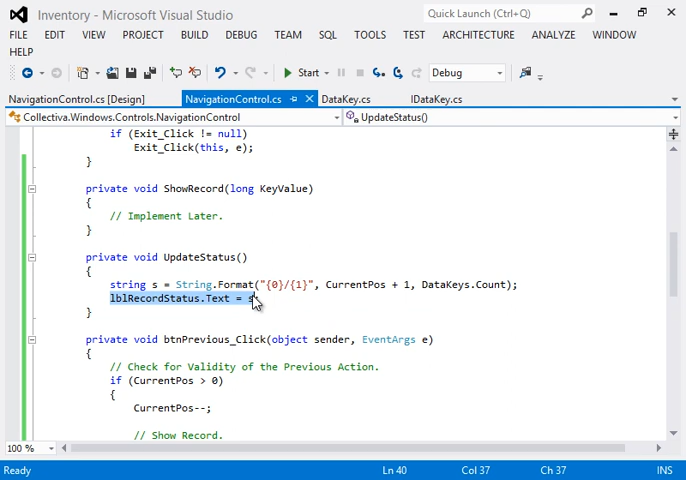 Inventory - Microsoft Visual Studio
Quick Launch (Ctrl+Q)
FILE EDIT VIEW PROJECT BUILD DEBUG TEAM SQL TOOLS TEST ARCHITECTURE ANALYZE WINDOW
HELP
Start Debug
NavigationControl.cs [Design] NavigationControl.cs DataKey.cs IDataKey.cs
Collectiva.Windows.Controls.NavigationControl UpdateStatus()
if (Exit_Click != null)
Exit_Click(this, e);
}
private void ShowRecord(long KeyValue)
{
// Implement Later.
}
private void UpdateStatus()
{
string s = String.Format("{0}/{1}", CurrentPos + 1, DataKeys.Count);
lblRecordStatus.Text = s;
}
private void btnPrevious_Click(object sender, EventArgs e)
{
// Check for Validity of the Previous Action.
if (CurrentPos > 0)
{
CurrentPos--;
// Show Record.
100 %
Ready Ln 40 Col 37 Ch 37 INS